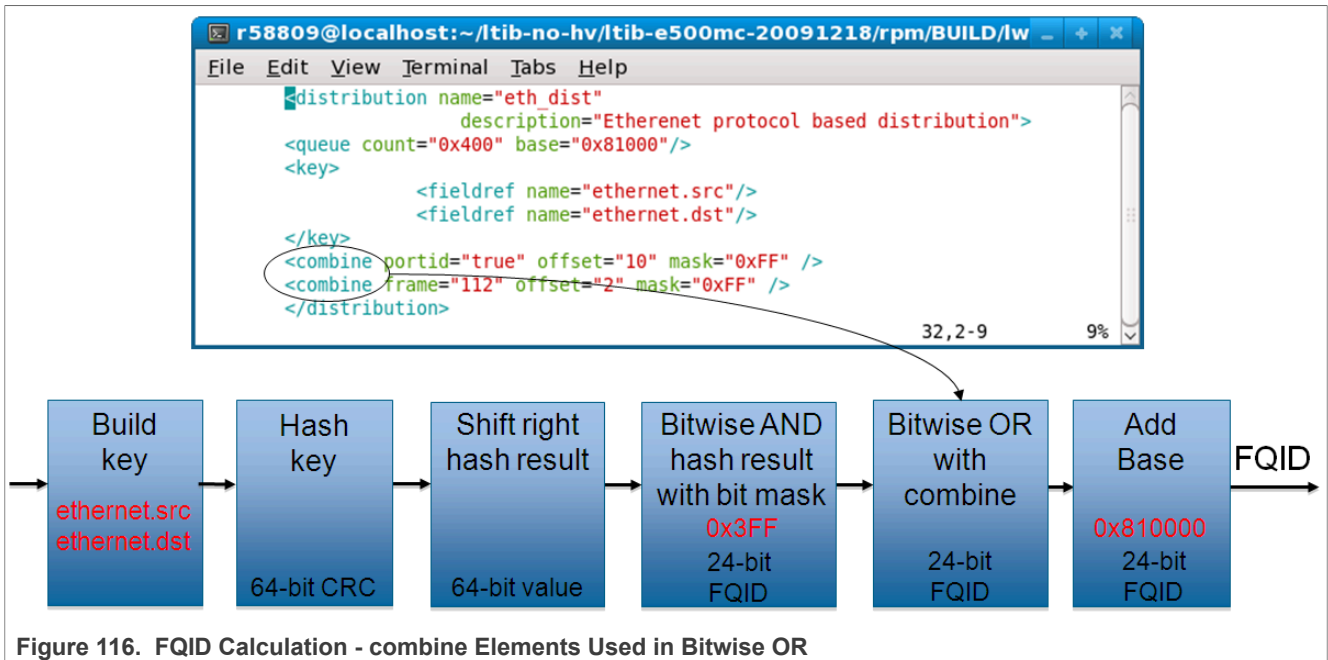 r58809@localhost:~/ltib-no-hv/ltib-e500mc-20091218/rpm/BUILD/lw
File Edit View Terminal Tabs Help
<distribution name="eth_dist"
description="Etherenet protocol based distribution">
<queue count="0x400" base="0x81000"/>
<key>
<fieldref name="ethernet.src"/>
<fieldref name="ethernet.dst"/>
</key>
<combine portid="true" offset="10" mask="0xFF" />
<combine frame="112" offset="2" mask="0xFF" />
</distribution>
32,2-9 9%
Build
key
ethernet.src
ethernet.dst
Hash
key
64-bit CRC
Shift right
hash result
64-bit value
Bitwise AND
hash result
with bit mask
0x3FF
24-bit
FQID
Bitwise OR
with
combine
24-bit
FQID
Add
Base
0x810000
24-bit
FQID
FQID
Figure 116. FQID Calculation - combine Elements Used in Bitwise OR